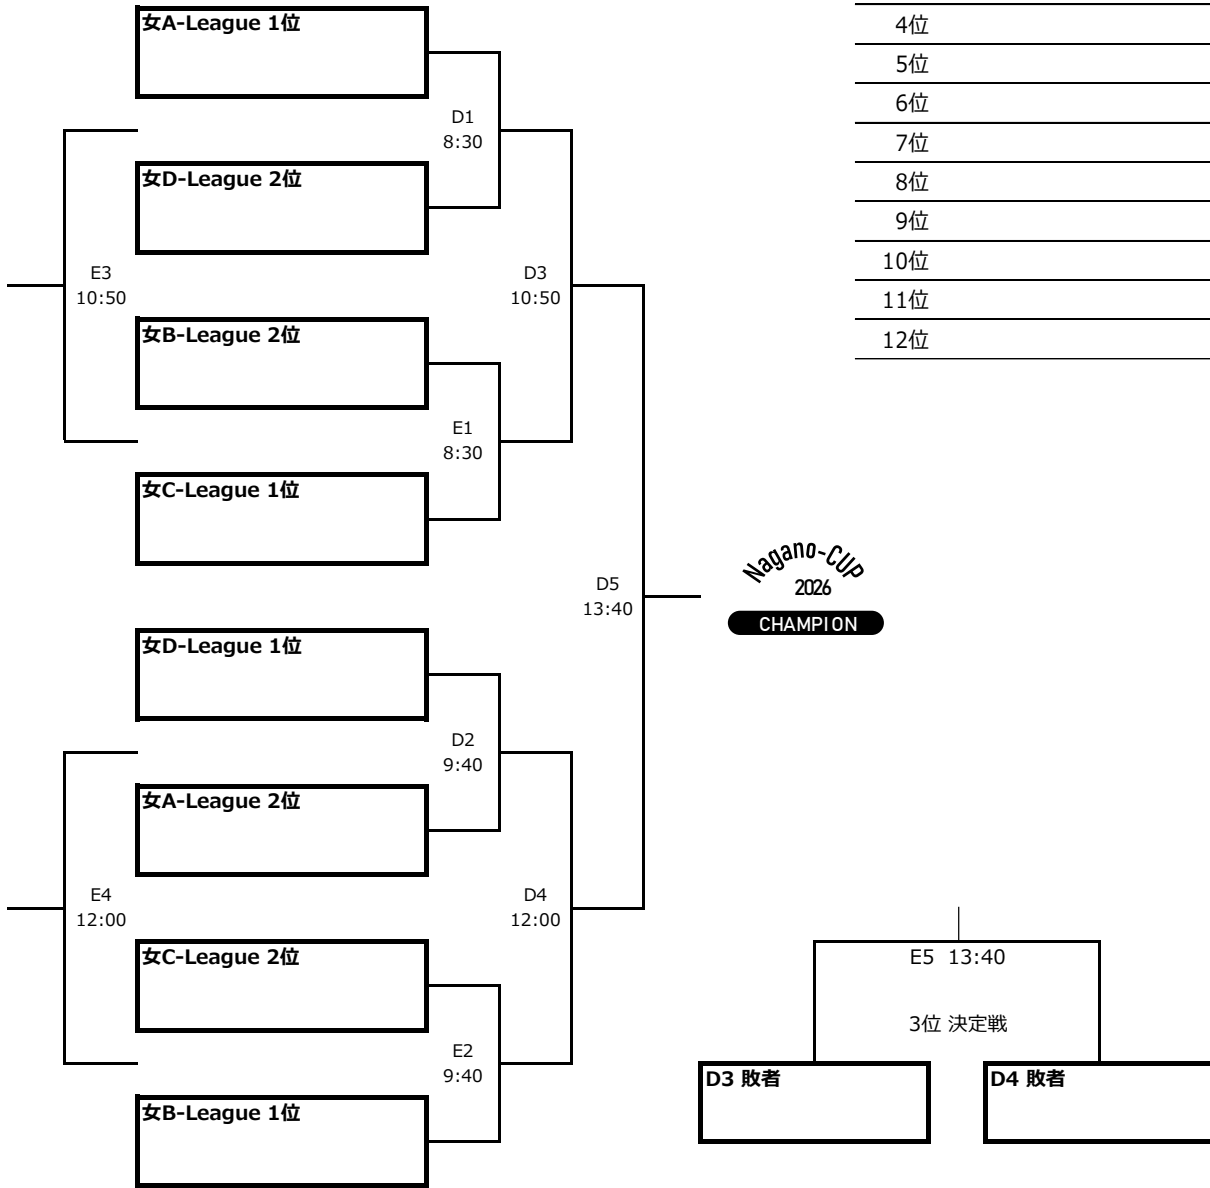 女A-League 1位
D1
8:30
女D-League 2位
E3
10:50
D3
10:50
女B-League 2位
E1
8:30
女C-League 1位
D5
13:40
女D-League 1位
D2
9:40
女A-League 2位
E4
12:00
D4
12:00
女C-League 2位
E2
9:40
女B-League 1位
4位
5位
6位
7位
8位
9位
10位
11位
12位
Nagano-CUP
2026
CHAMPION
E5 13:40
3位 決定戦
D3 敗者
D4 敗者